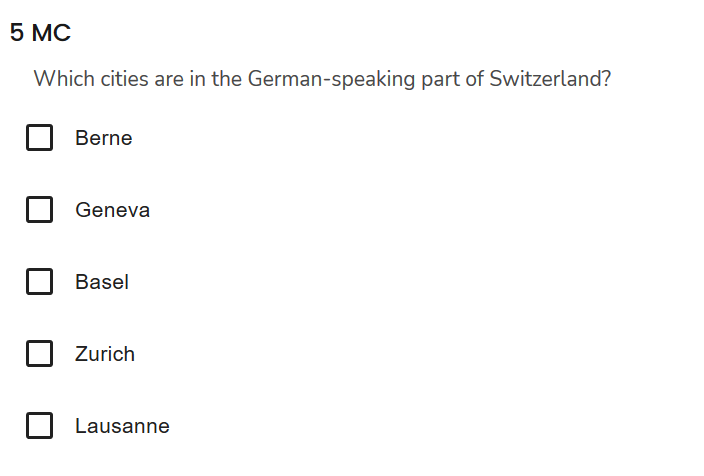 5 MC
Which cities are in the German-speaking part of Switzerland?
Berne
Geneva
Basel
Zurich
Lausanne